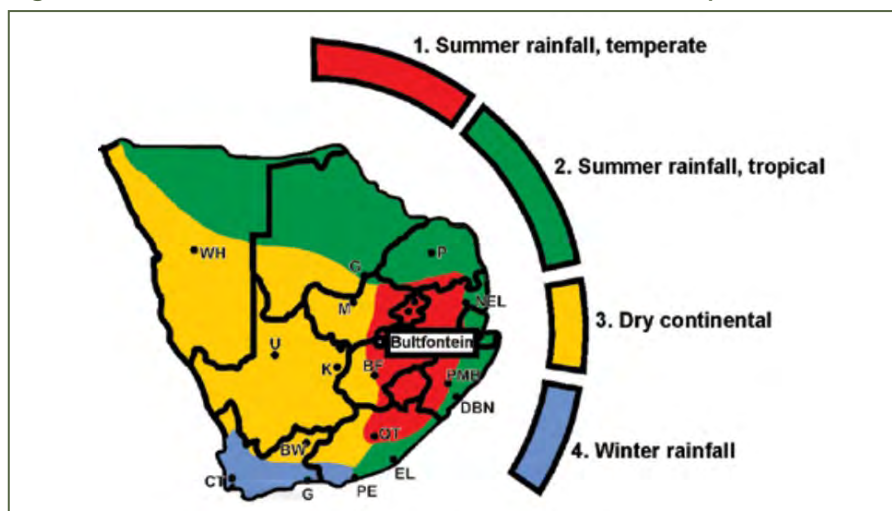 1. Summer rainfall, temperate
2. Summer rainfall, tropical
3. Dry continental
4. Winter rainfall
WH
G
P
M
NEL
Bultfontein
U
K
BF
PMB
DBN
BW
QT
EL
CT
G
PE